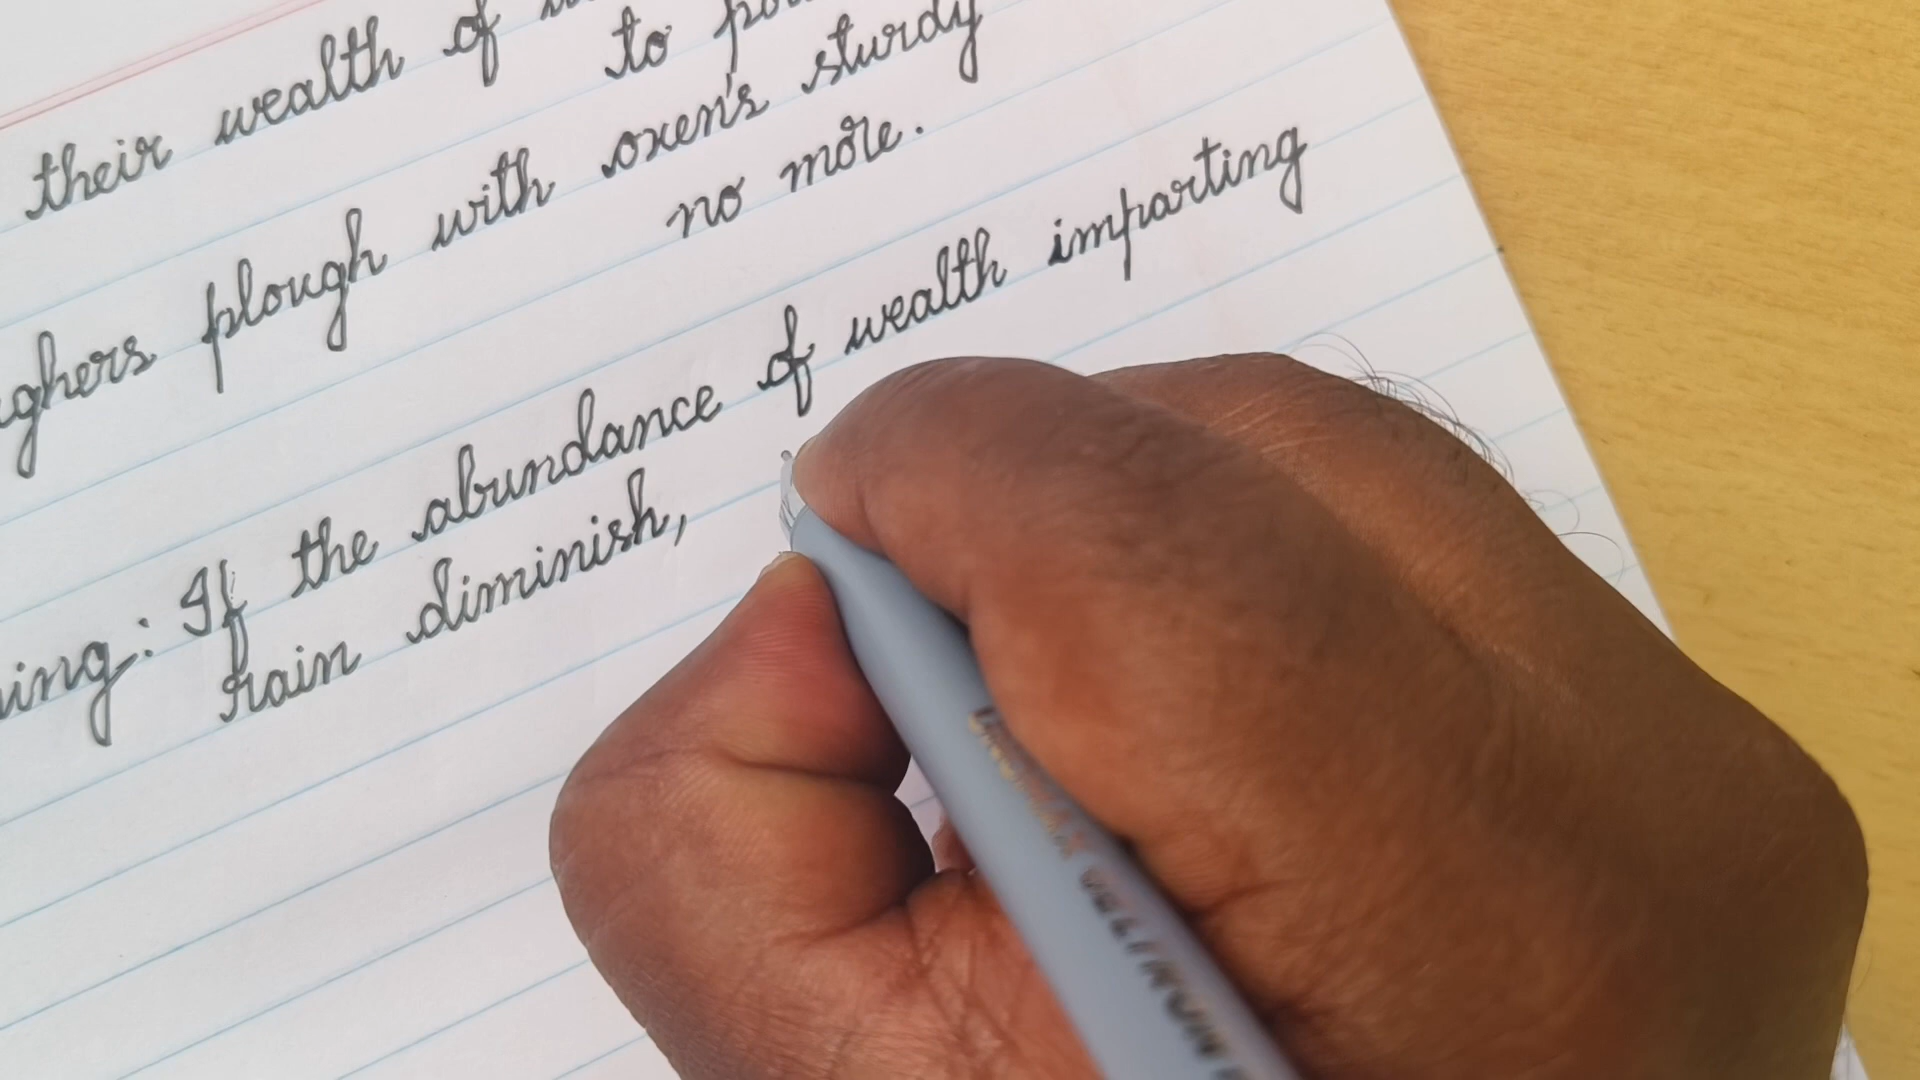 their wealth of
to
ghers plough with oxen's sturdy
no more.
ing: If the abundance of wealth imparting
rain diminish,